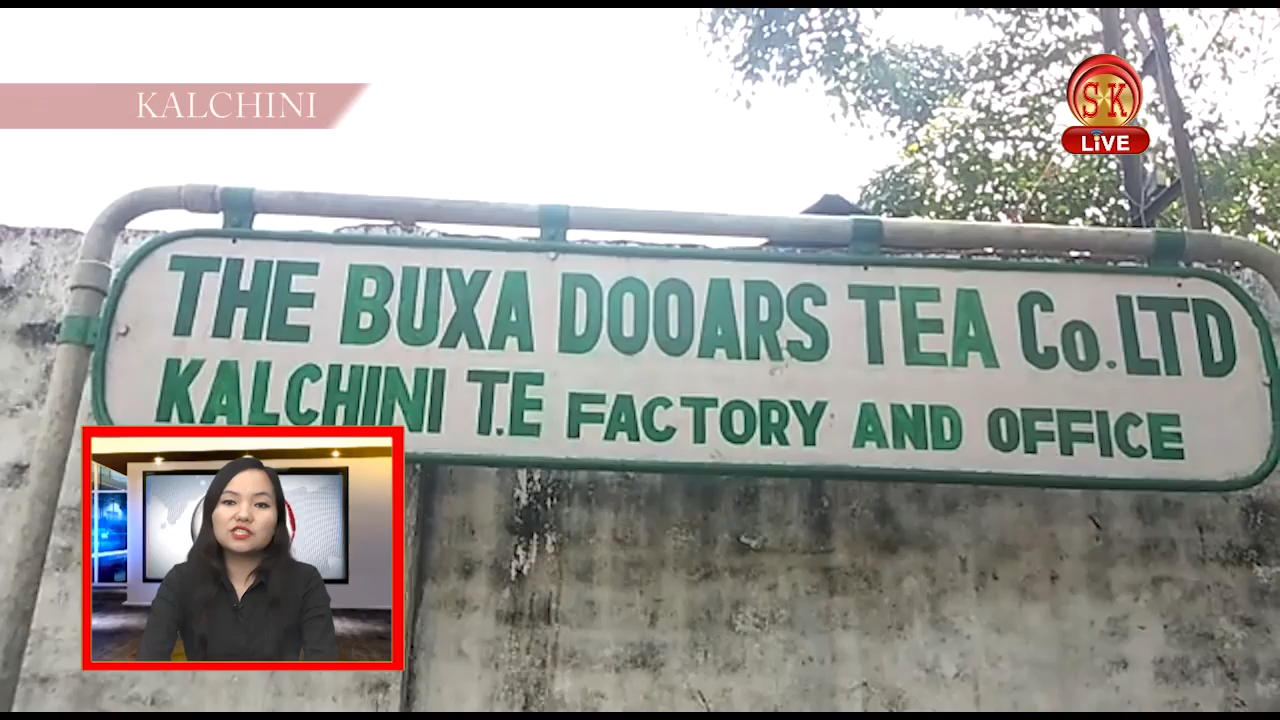 KALCHINI
SK
LiVE
THE BUXA DOOARS TEA Co. LTD
KALCHINI T.E FACTORY AND OFFICE